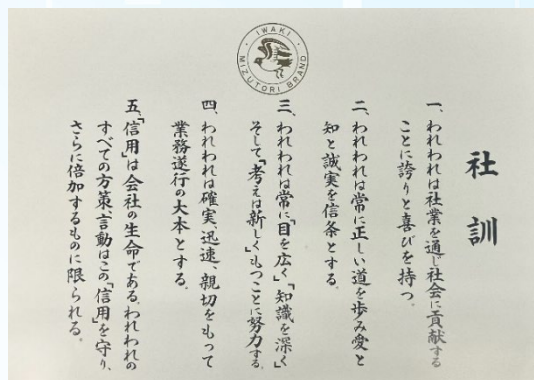 IWAKI
MIZUTORI BRAND
社訓
一、われわれは社業を通じ社会に貢献する
ことに誇りと喜びを持つ。
二、われわれは常に正しい道を歩み愛と
知と誠実を信条とする。
三、われわれは常に「目を広く」「知識を深く」
そして「考えは新しく」もつことに努力する。
四、われわれは確実、迅速、親切をもって
業務遂行の大本とする。
五、「信用」は会社の生命である。われわれの
すべての方策、言動はこの「信用」を守り、
さらに倍加するものに限られる。